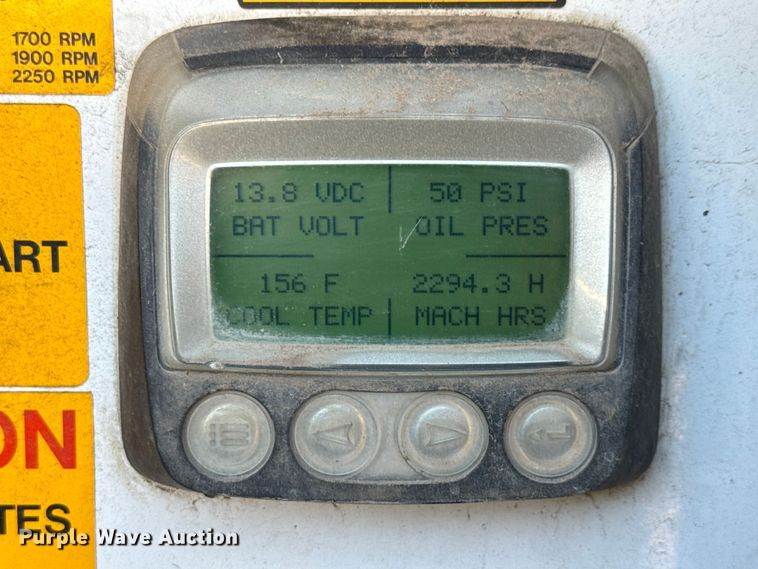 1700 RPM
1900 RPM
2250 RPM
ART
ON
TES
13.8 VDC
50 PSI
BAT VOLT
OIL PRES
156 F
2294.3 H
COOL TEMP
MACH HRS
Purple Wave Auction